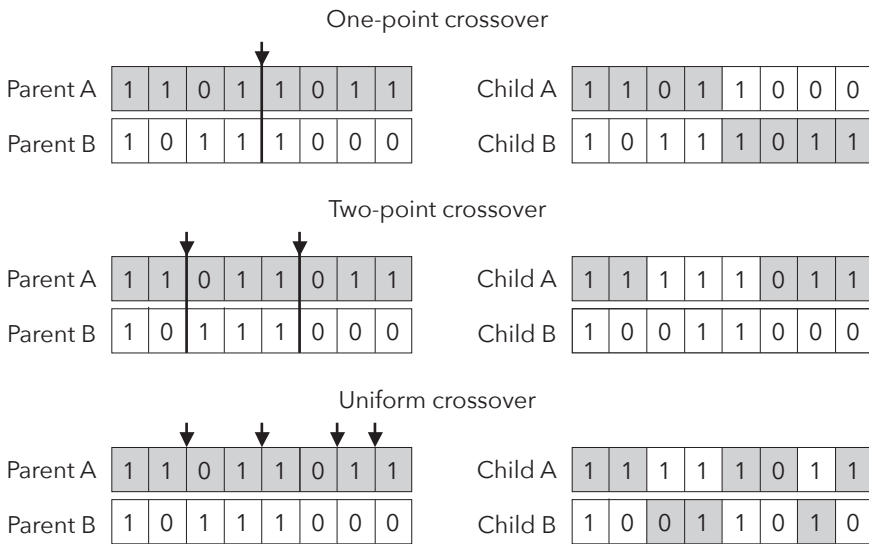 One-point crossover
Parent A 1 1 0 1 1 0 1 1 Child A 1 1 0 1 1 0 0 0
Parent B 1 0 1 1 1 0 0 0 Child B 1 0 1 1 1 0 1 1
Two-point crossover
Parent A 1 1 0 1 1 0 1 1 Child A 1 1 1 1 1 0 1 1
Parent B 1 0 1 1 1 0 0 0 Child B 1 0 0 1 1 0 0 0
Uniform crossover
Parent A 1 1 0 1 1 0 1 1 Child A 1 1 1 1 1 0 1 1
Parent B 1 0 1 1 1 0 0 0 Child B 1 0 0 1 1 0 1 0